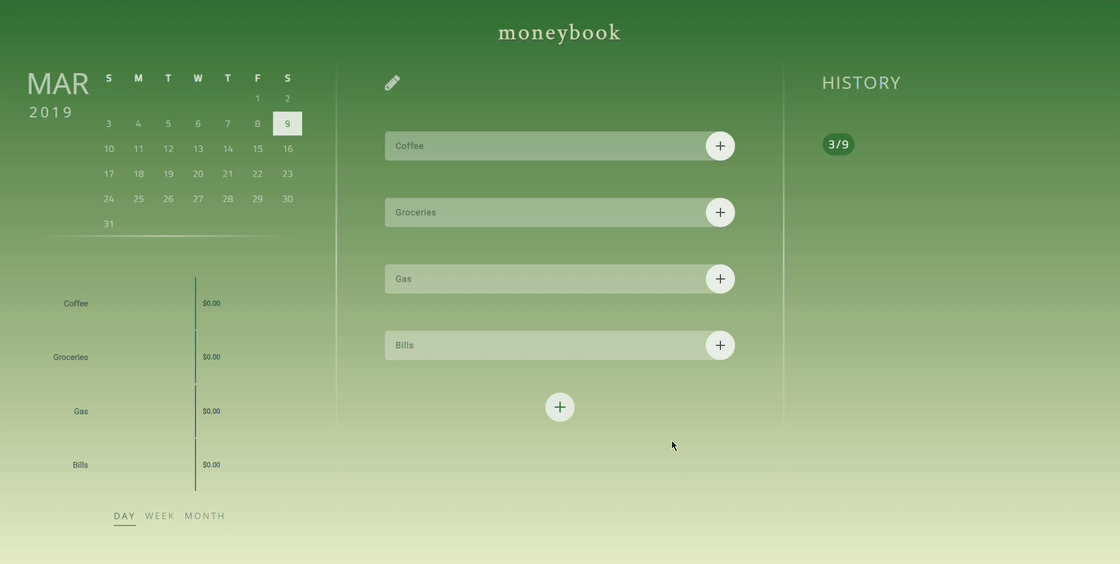 moneybook
MAR
2019
S M T W T F S
1 2
3 4 5 6 7 8 9
10 11 12 13 14 15 16
17 18 19 20 21 22 23
24 25 26 27 28 29 30
31
Coffee $0.00
Groceries $0.00
Gas $0.00
Bills $0.00
DAY WEEK MONTH
Coffee +
Groceries +
Gas +
Bills +
+
HISTORY
3/9